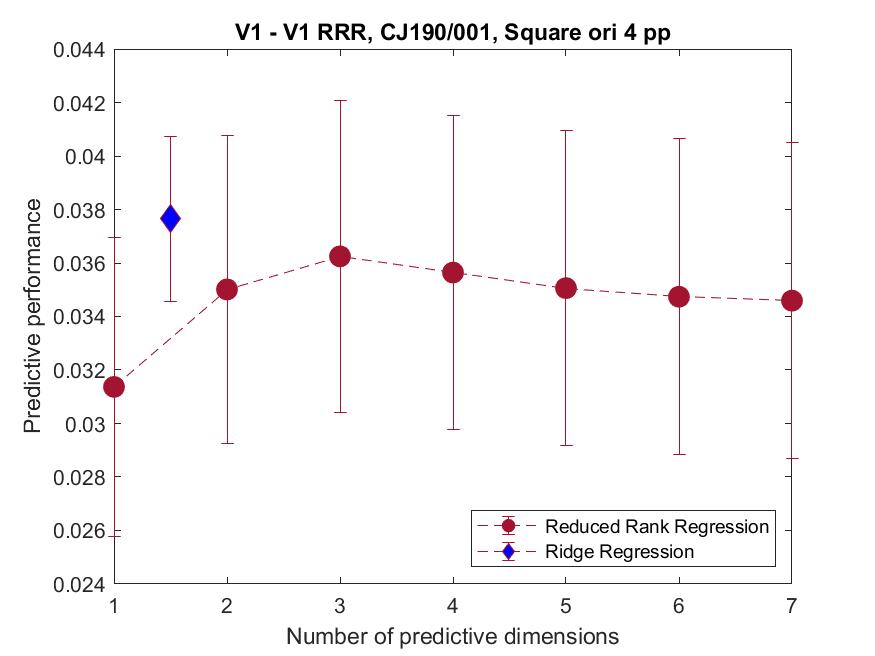 V1 - V1 RRR, CJ190/001, Square ori 4 pp
0.044
0.042
0.04
0.038
0.036
0.034
0.032
0.03
0.028
0.026
0.024
Predictive performance
Reduced Rank Regression
Ridge Regression
1 2 3 4 5 6 7
Number of predictive dimensions